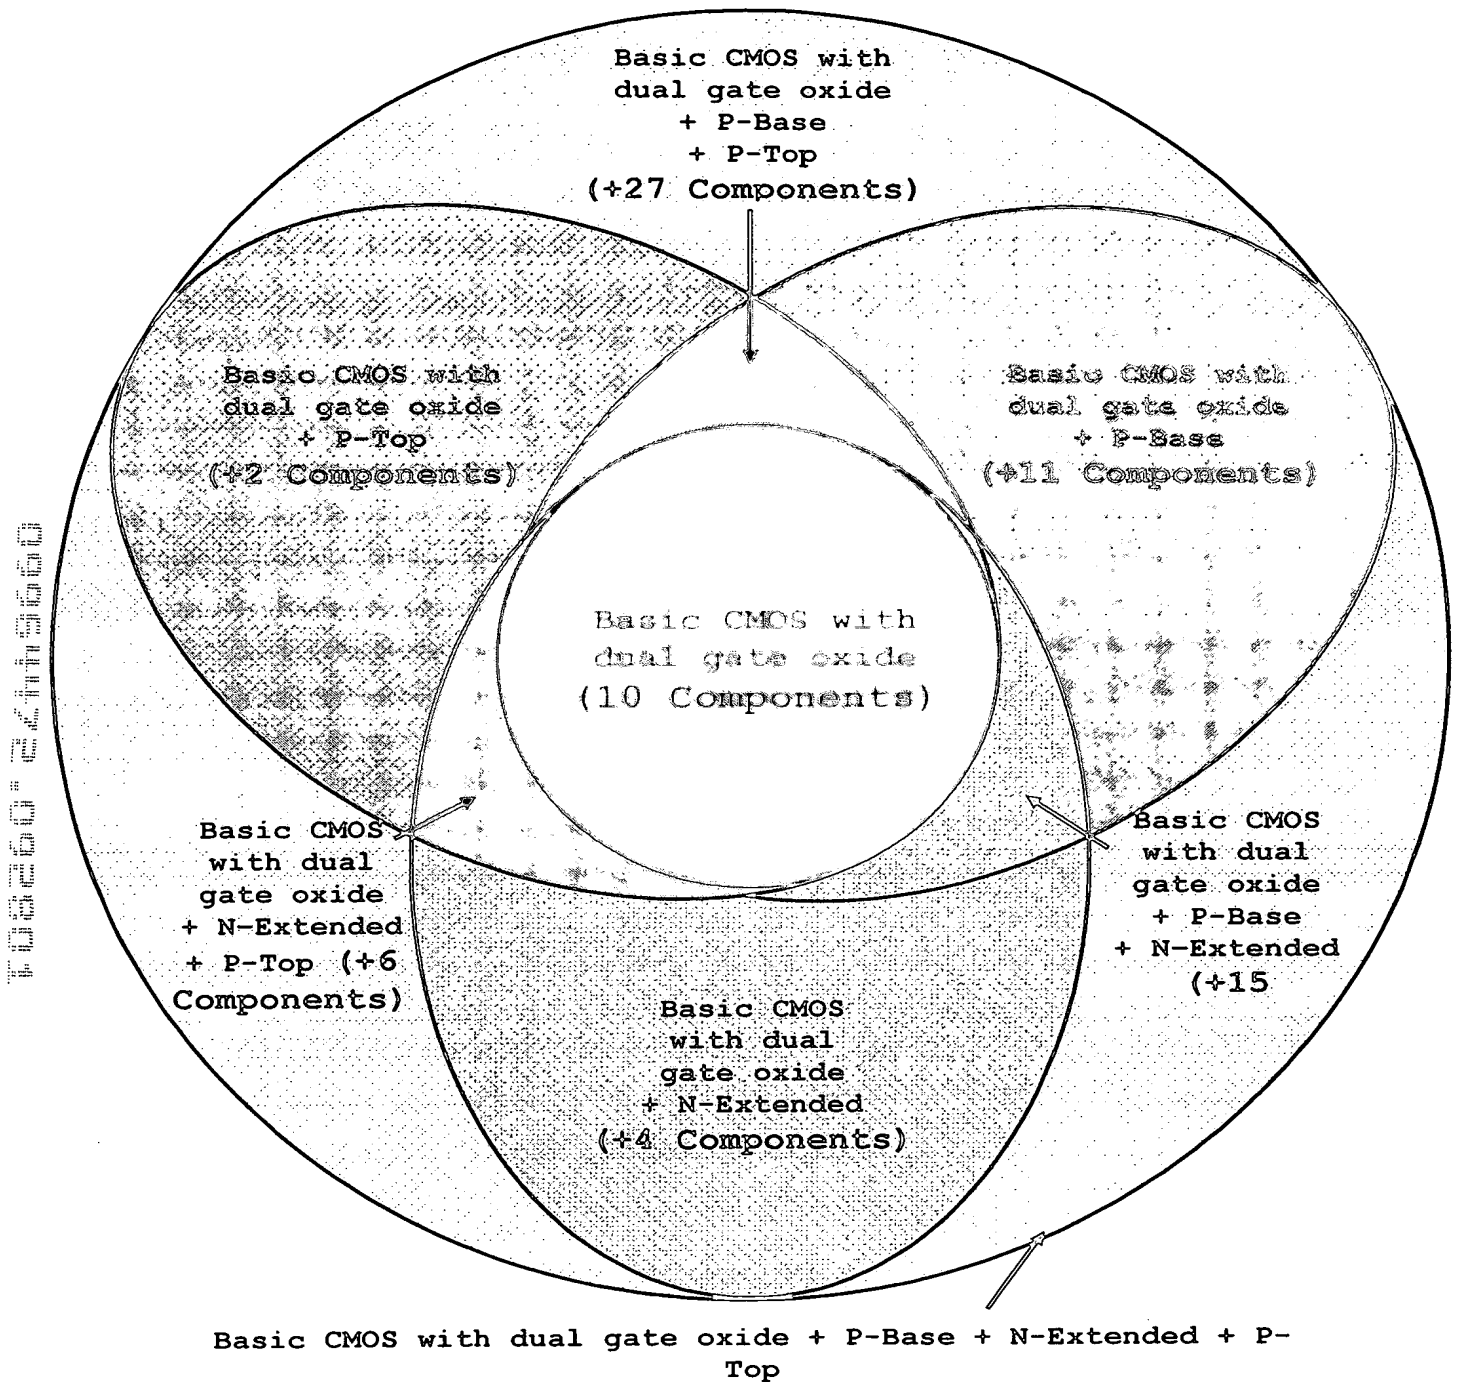 Basic CMOS with
dual gate oxide
+ P-Base
+ P-Top
(+27 Components)
Basic CMOS with
dual gate oxide
+ P-Top
(+2 Components)
Basic CMOS with
dual gate oxide
+ P-Base
(+11 Components)
Basic CMOS with
dual gate oxide
(10 Components)
Basic CMOS
with dual
gate oxide
+ N-Extended
+ P-Top (+6
Components)
Basic CMOS
with dual
gate oxide
+ P-Base
+ N-Extended
(+15
Basic CMOS
with dual
gate oxide
+ N-Extended
(+4 Components)
Basic CMOS with dual gate oxide + P-Base + N-Extended + P-
Top